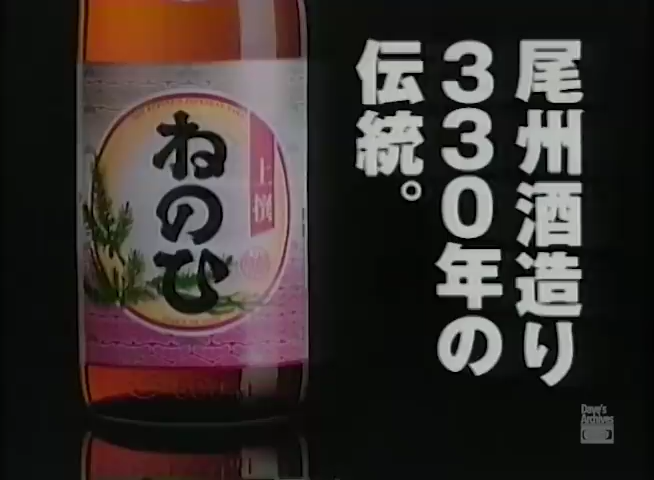 尾州酒造り
330年の
伝統。
上撰
ねのひ
Dave's
Archives